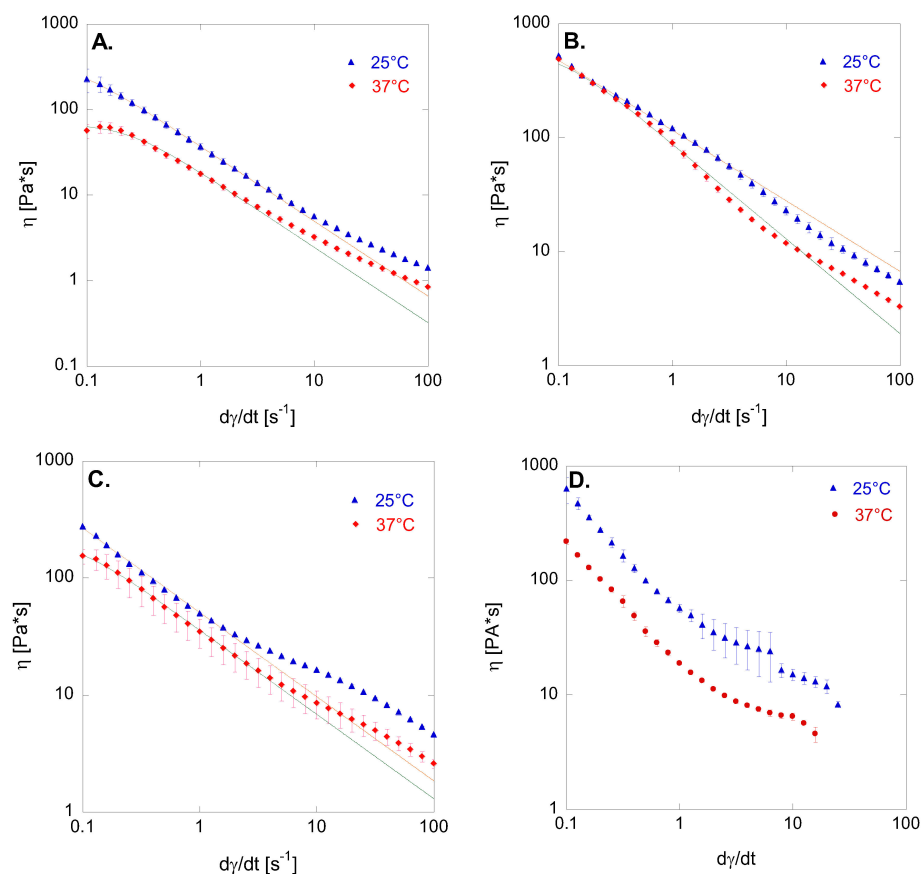 A.
25°C
37°C
1000
100
10
1
0.1
η [Pa*s]
0.1 1 10 100
dγ/dt [s⁻¹]
B.
25°C
37°C
1000
100
10
1
η [Pa*s]
0.1 1 10 100
dγ/dt [s⁻¹]
C.
25°C
37°C
1000
100
10
1
η [Pa*s]
0.1 1 10 100
dγ/dt [s⁻¹]
D.
25°C
37°C
1000
100
10
1
η [PA*s]
0.1 1 10 100
dγ/dt